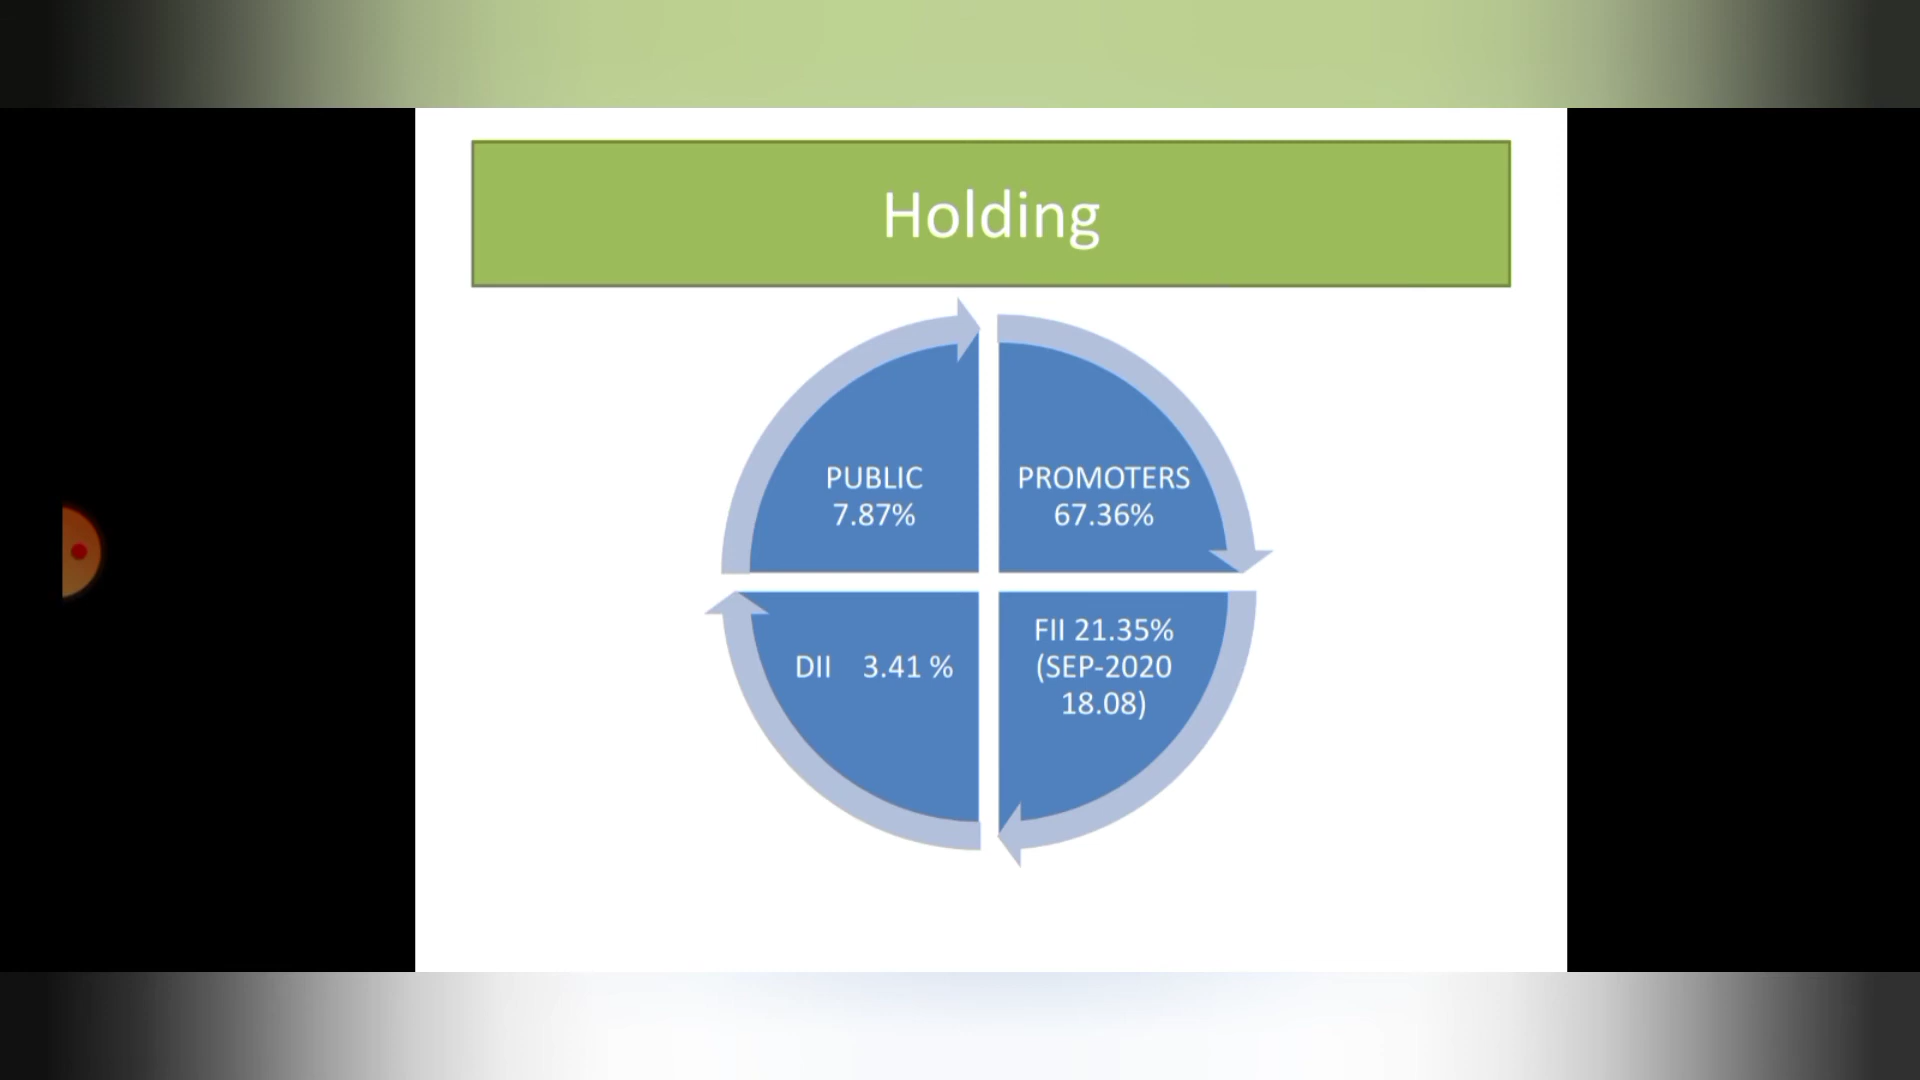 Holding
PUBLIC
7.87%
PROMOTERS
67.36%
DII 3.41 %
FII 21.35%
(SEP-2020
18.08)